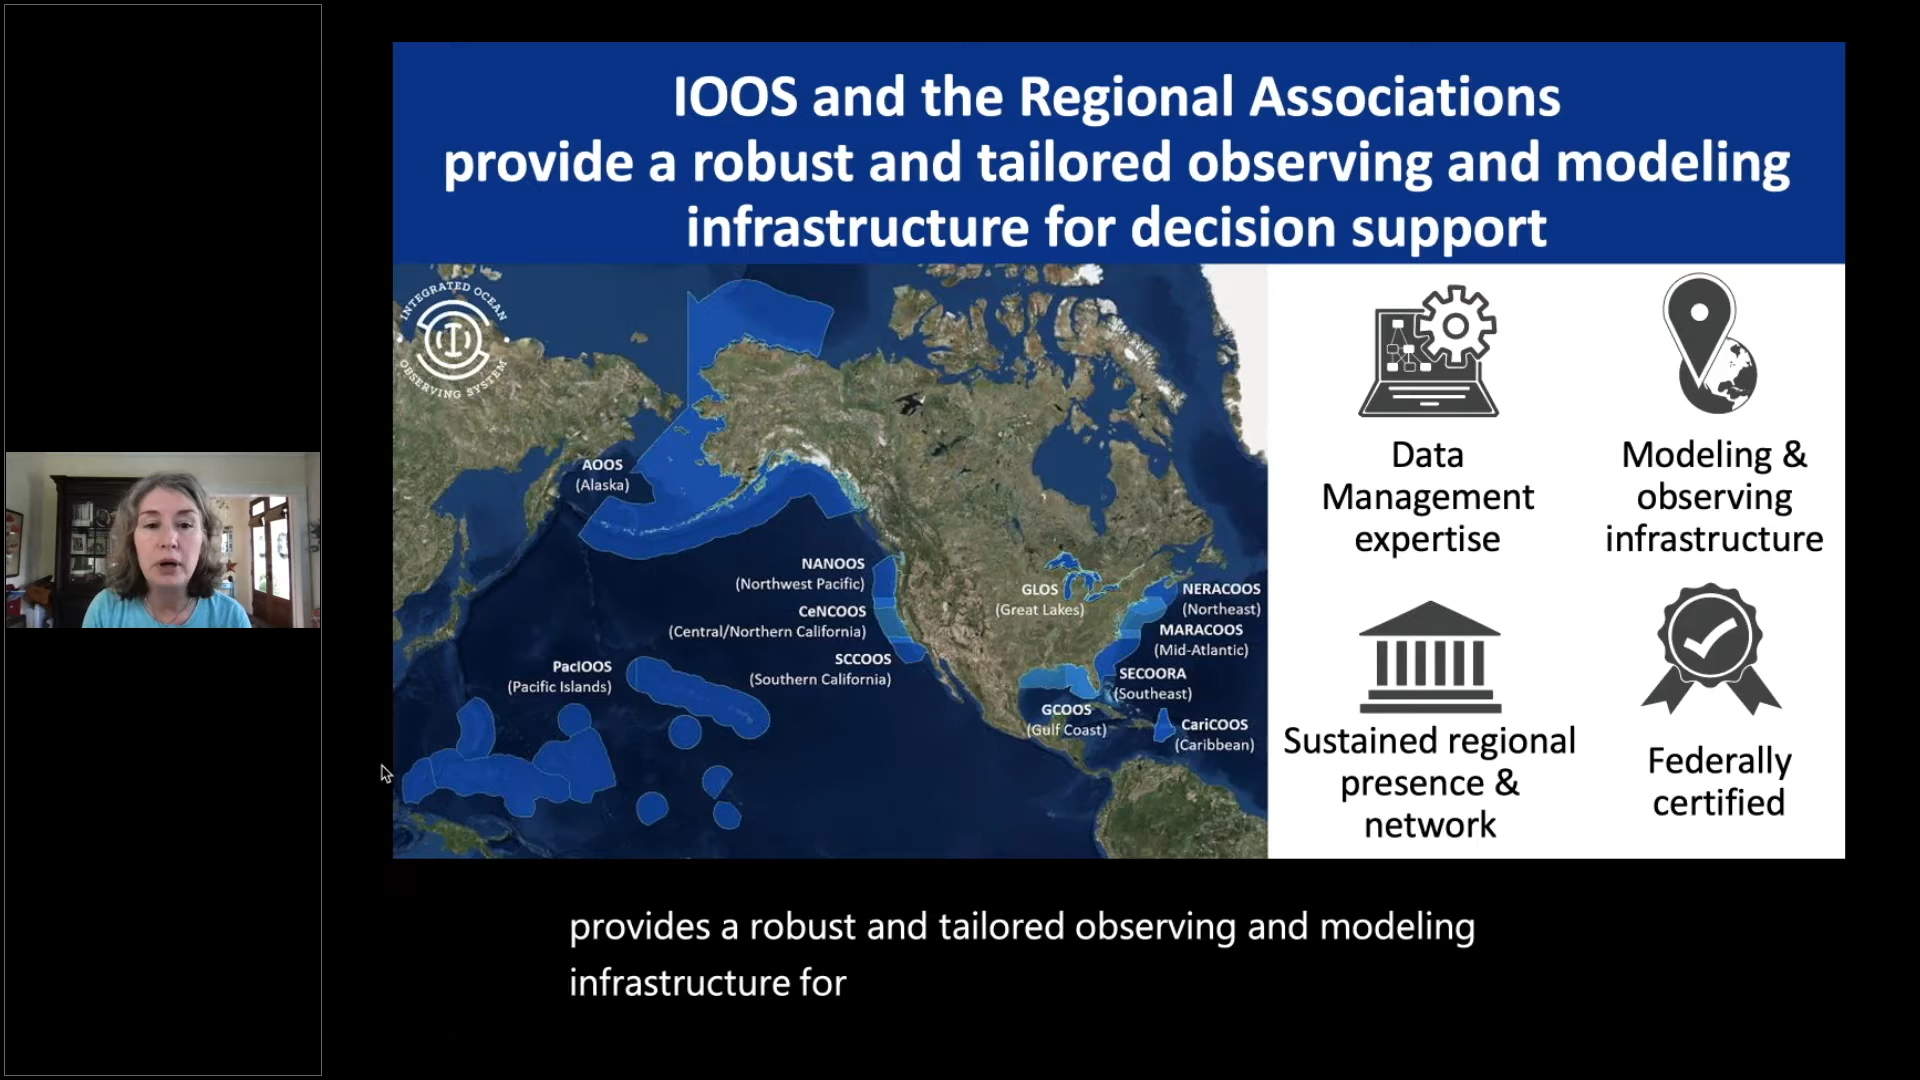 IOOS and the Regional Associations
provide a robust and tailored observing and modeling
infrastructure for decision support
INTEGRATED OCEAN
OBSERVING SYSTEM
AOOS
(Alaska)
NANOOS
(Northwest Pacific)
CeNCOOS
(Central/Northern California)
SCCOOS
(Southern California)
PacIOOS
(Pacific Islands)
GLOS
(Great Lakes)
NERACOOS
(Northeast)
MARACOOS
(Mid-Atlantic)
SECOORA
(Southeast)
GCOOS
(Gulf Coast)
CariCOOS
(Caribbean)
Data
Management
expertise
Modeling &
observing
infrastructure
Sustained regional
presence &
network
Federally
certified
provides a robust and tailored observing and modeling
infrastructure for